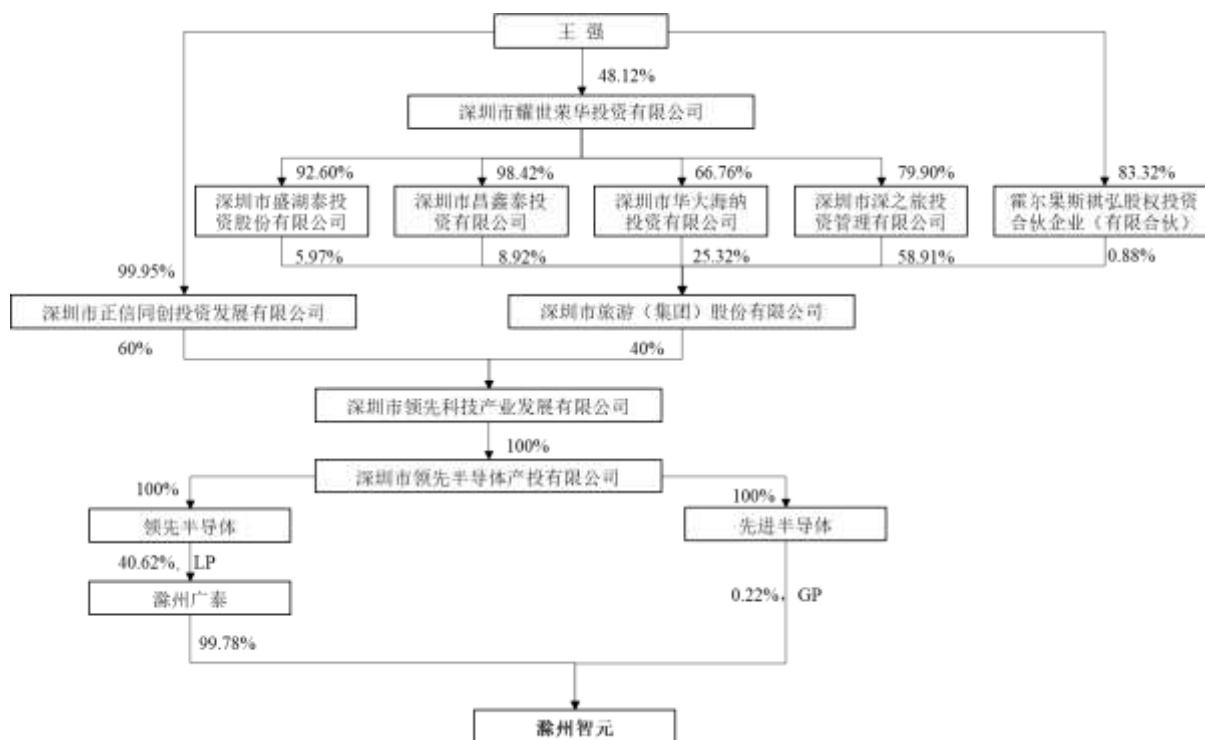 王 强
48.12%
深圳市耀世荣华投资有限公司
92.60%
98.42%
66.76%
79.90%
83.32%
深圳市盛湖泰投
资股份有限公司
深圳市昌鑫泰投
资有限公司
深圳市华大海纳
投资有限公司
深圳市深之旅投
资管理有限公司
霍尔果斯祺弘股权投资
合伙企业（有限合伙）
5.97%
8.92%
25.32%
58.91%
0.88%
99.95%
深圳市正信同创投资发展有限公司
深圳市旅游（集团）股份有限公司
60%
40%
深圳市领先科技产业发展有限公司
100%
深圳市领先半导体产投有限公司
100%
100%
领先半导体
先进半导体
40.62%，LP
滁州广泰
0.22%，GP
99.78%
滁州智元